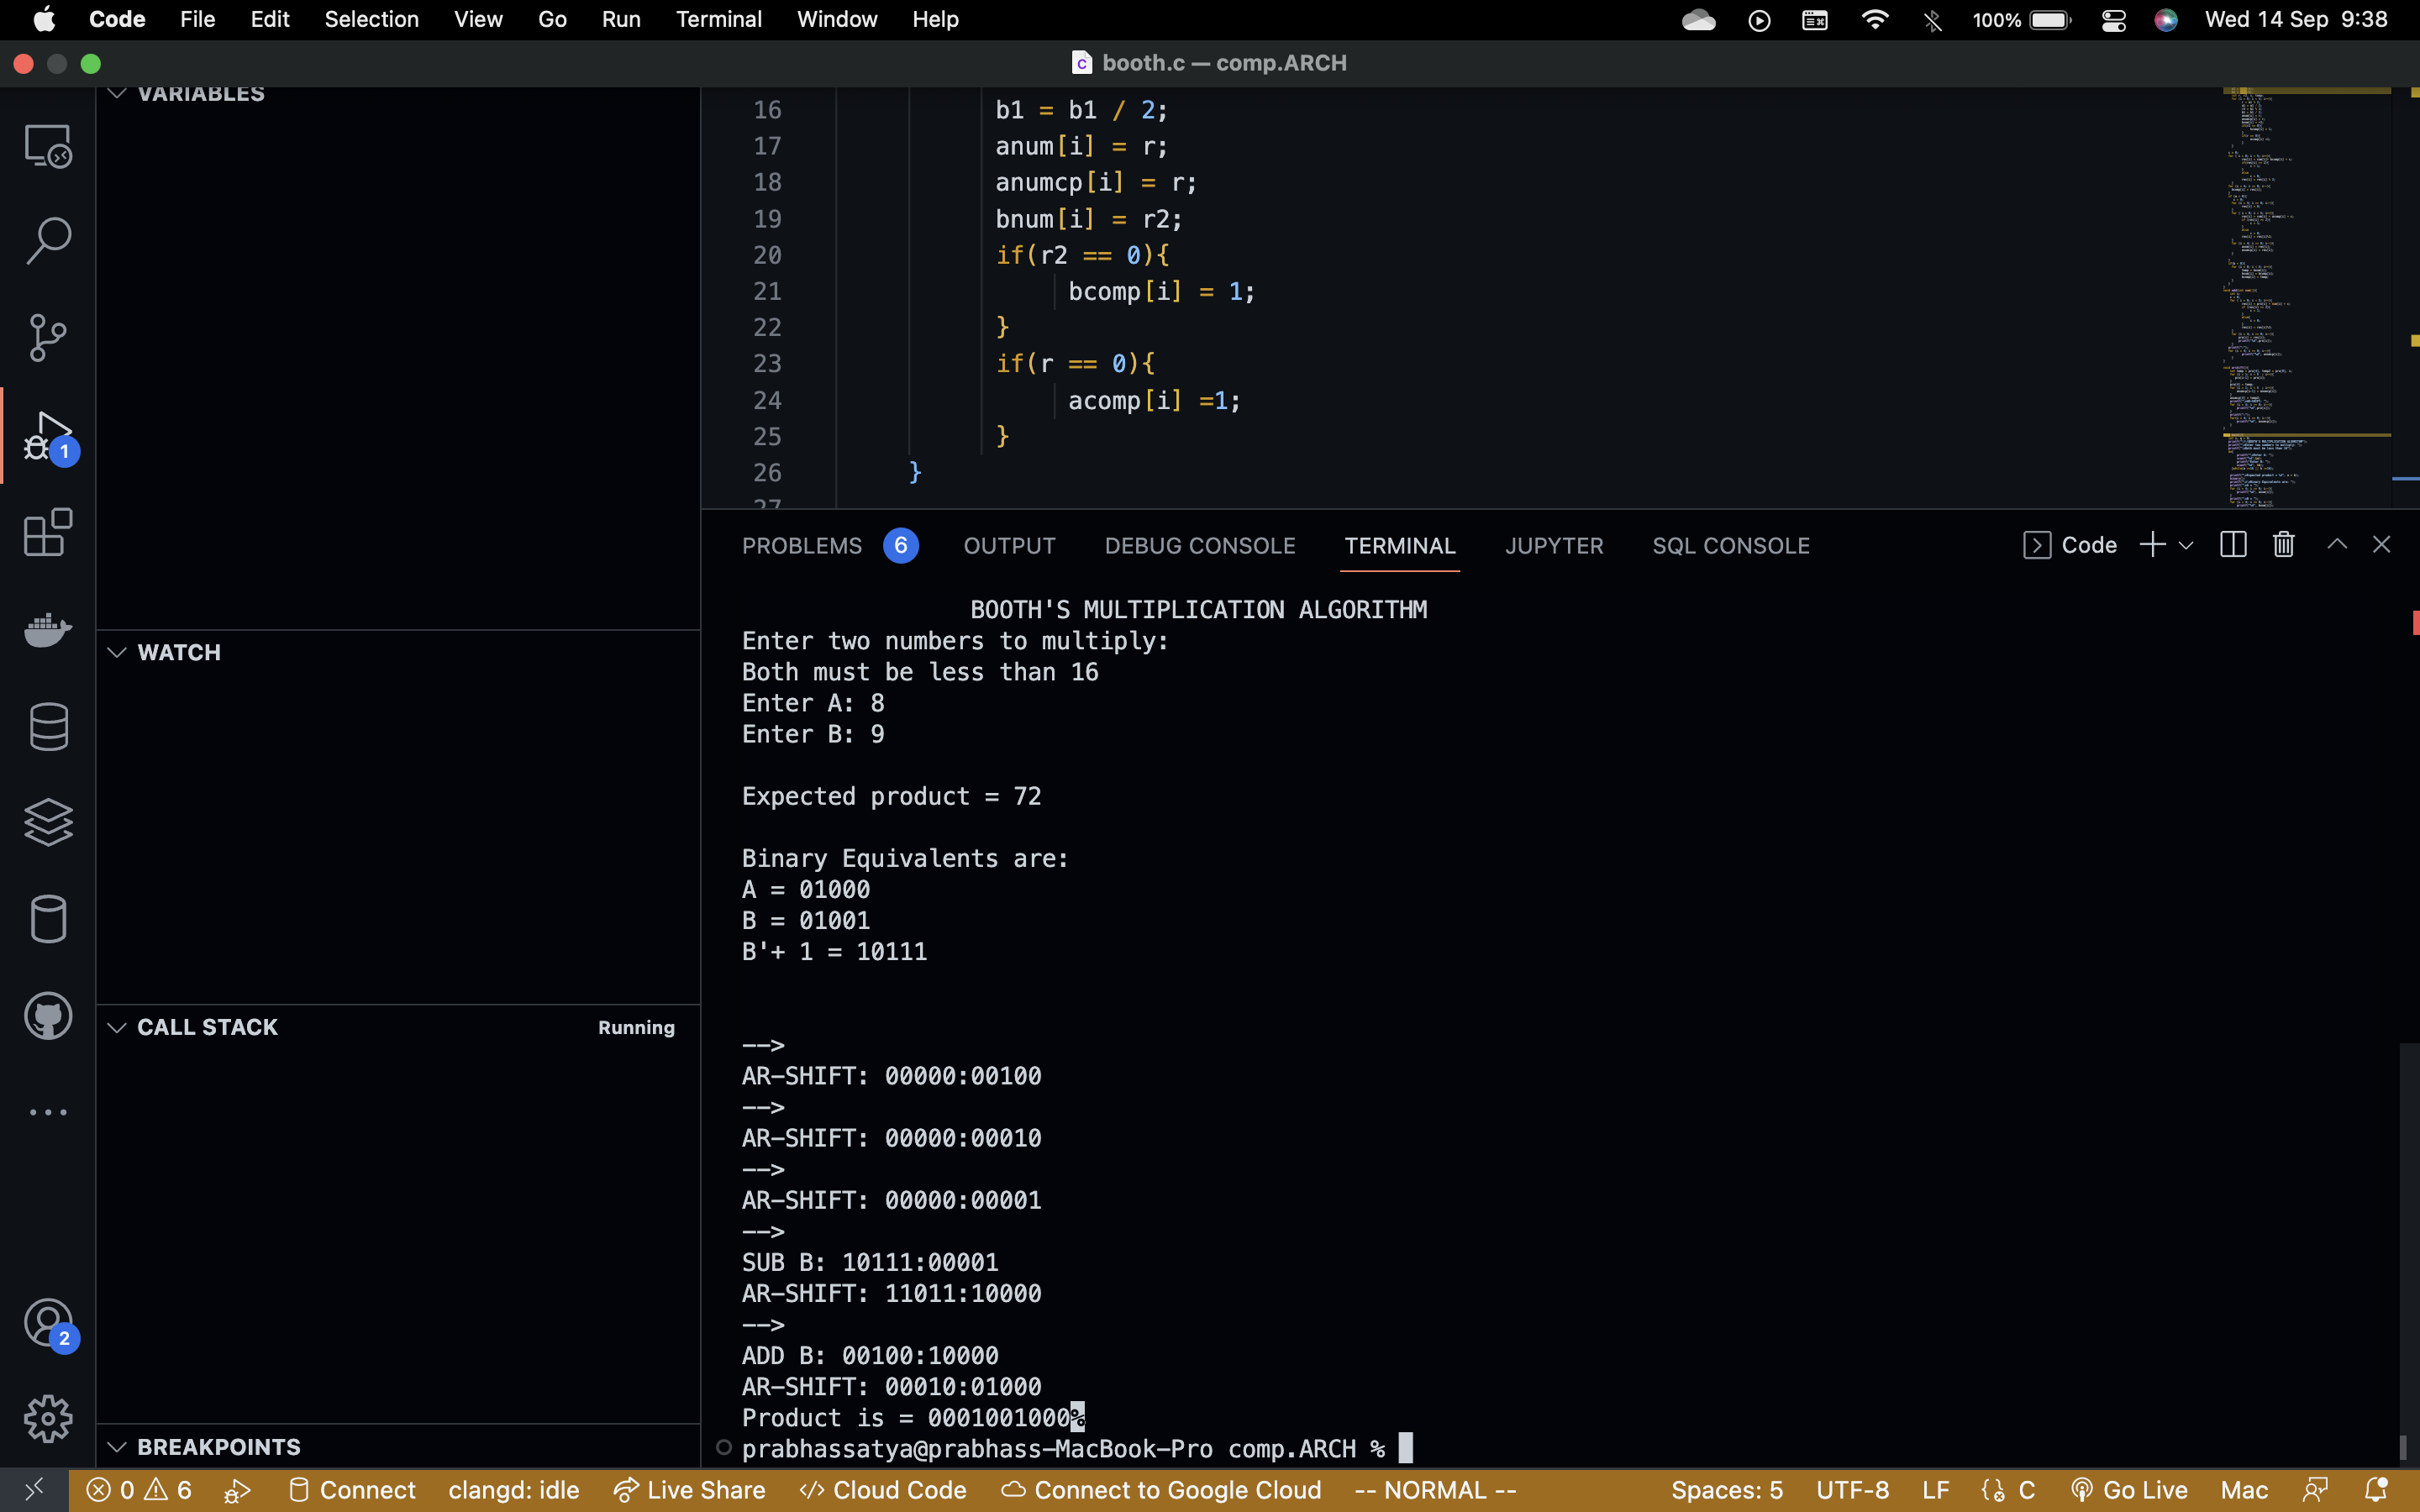 Code File Edit Selection View Go Run Terminal Window Help 100% Wed 14 Sep 9:38
booth.c — comp.ARCH
VARIABLES
1
WATCH
CALL STACK Running
2
BREAKPOINTS
16 b1 = b1 / 2;
17 anum[i] = r;
18 anumcp[i] = r;
19 bnum[i] = r2;
20 if(r2 == 0){
21 bcomp[i] = 1;
22 }
23 if(r == 0){
24 acomp[i] =1;
25 }
26 }
27
PROBLEMS 6 OUTPUT DEBUG CONSOLE TERMINAL JUPYTER SQL CONSOLE Code
BOOTH'S MULTIPLICATION ALGORITHM
Enter two numbers to multiply:
Both must be less than 16
Enter A: 8
Enter B: 9
Expected product = 72
Binary Equivalents are:
A = 01000
B = 01001
B'+ 1 = 10111
-->
AR-SHIFT: 00000:00100
-->
AR-SHIFT: 00000:00010
-->
AR-SHIFT: 00000:00001
-->
SUB B: 10111:00001
AR-SHIFT: 11011:10000
-->
ADD B: 00100:10000
AR-SHIFT: 00010:01000
Product is = 0001001000%
prabhassatya@prabhass-MacBook-Pro comp.ARCH %
0 6 Connect clangd: idle Live Share Cloud Code Connect to Google Cloud -- NORMAL -- Spaces: 5 UTF-8 LF C Go Live Mac